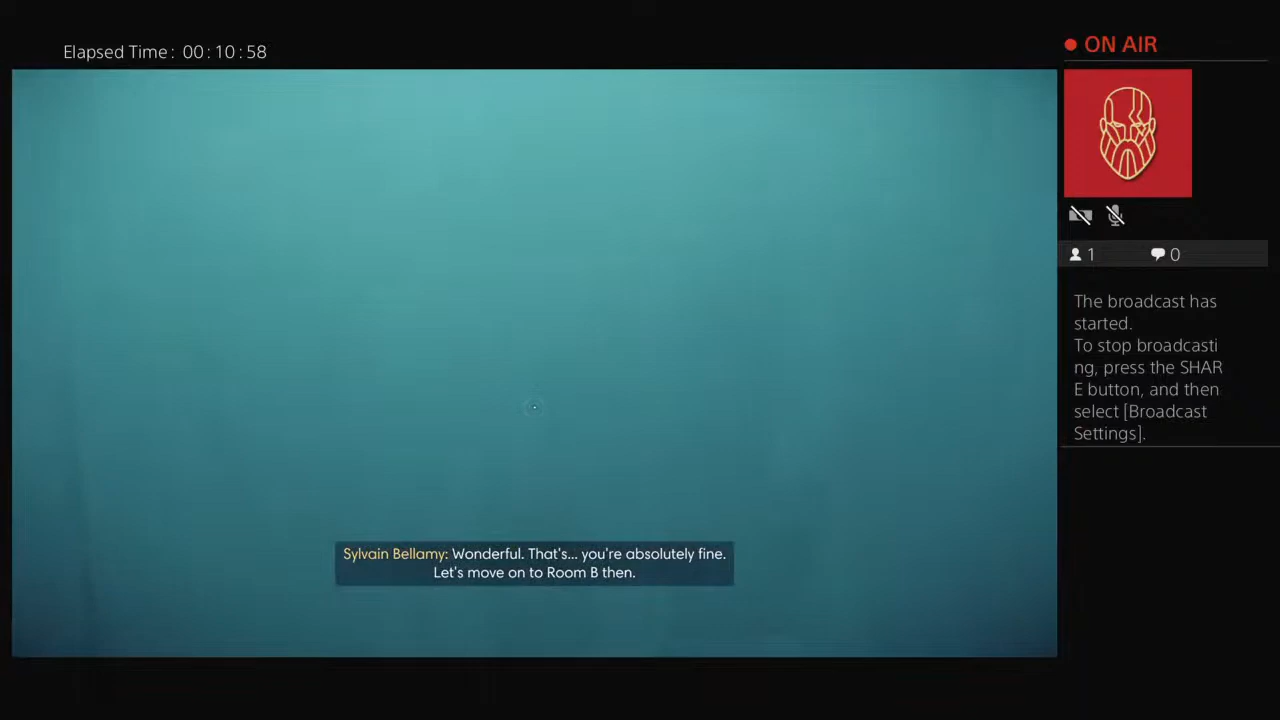 Elapsed Time: 00:10:58
ON AIR
1
0
The broadcast has
started.
To stop broadcasti
ng, press the SHAR
E button, and then
select [Broadcast
Settings].
Sylvain Bellamy: Wonderful. That's... you're absolutely fine.
Let's move on to Room B then.